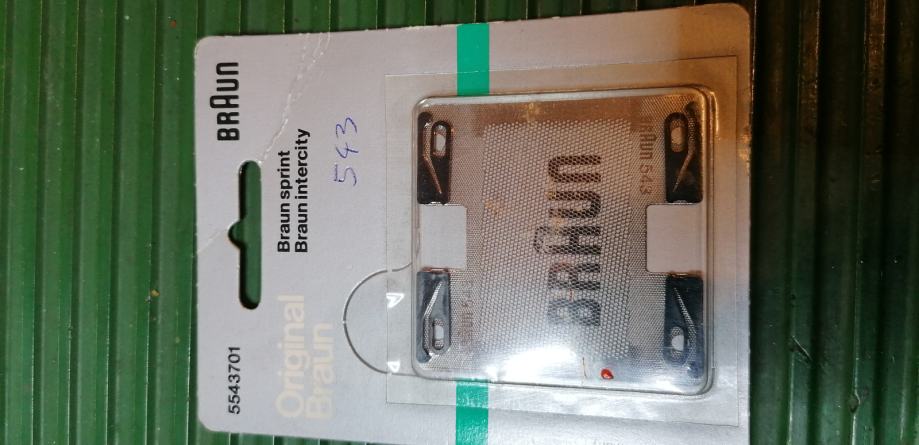 BRAUN
Braun sprint
Braun intercity
543
5543701
Original
Braun
BRAUN
BRAUN 543